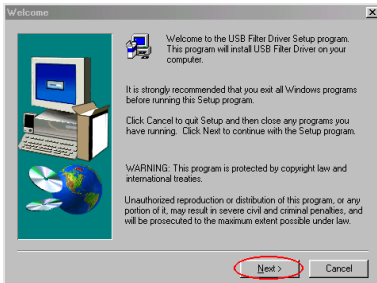 Welcome
Welcome to the USB Filter Driver Setup program.
This program will install USB Filter Driver on your
computer.
It is strongly recommended that you exit all Windows programs
before running this Setup program.
Click Cancel to quit Setup and then close any programs you
have running. Click Next to continue with the Setup program.
WARNING: This program is protected by copyright law and
international treaties.
Unauthorized reproduction or distribution of this program, or any
portion of it, may result in severe civil and criminal penalties, and
will be prosecuted to the maximum extent possible under law.
Next >
Cancel